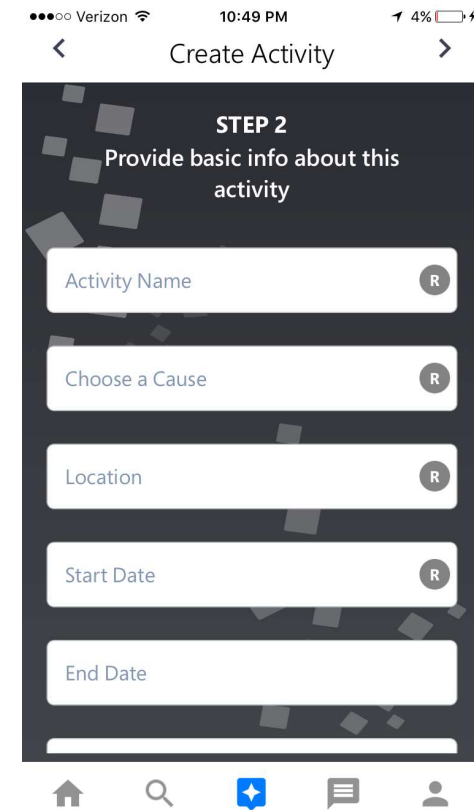 Verizon 10:49 PM 4%
Create Activity
STEP 2
Provide basic info about this
activity
Activity Name R
Choose a Cause R
Location R
Start Date R
End Date